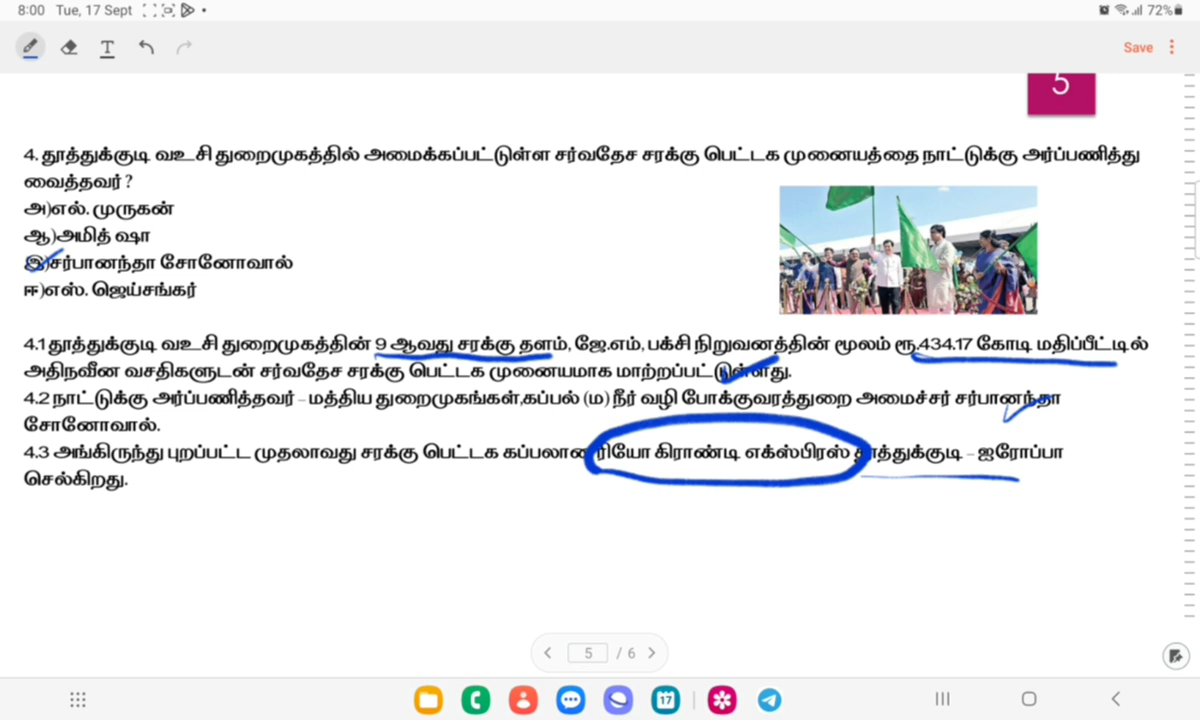 8:00 Tue, 17 Sept
72%
T
Save
5
4. தூத்துக்குடி வஉசி துறைமுகத்தில் அமைக்கப்பட்டுள்ள சர்வதேச சரக்கு பெட்டக முனையத்தை நாட்டுக்கு அர்ப்பணித்து
வைத்தவர் ?
அ)எல். முருகன்
ஆ)அமித் ஷா
இ)சர்பானந்தா சோனோவால்
ஈ)எஸ். ஜெய்சங்கர்
4.1 தூத்துக்குடி வஉசி துறைமுகத்தின் 9 ஆவது சரக்கு தளம், ஜே.எம், பக்சி நிறுவனத்தின் மூலம் ரூ.434.17 கோடி மதிப்பீட்டில்
அதிநவீன வசதிகளுடன் சர்வதேச சரக்கு பெட்டக முனையமாக மாற்றப்பட்டுள்ளது.
4.2 நாட்டுக்கு அர்ப்பணித்தவர் – மத்திய துறைமுகங்கள்,கப்பல் (ம) நீர் வழி போக்குவரத்துறை அமைச்சர் சர்பானந்தா
சோனோவால்.
4.3 அங்கிருந்து புறப்பட்ட முதலாவது சரக்கு பெட்டக கப்பலான ரியோ கிராண்டி எக்ஸ்பிரஸ் தூத்துக்குடி – ஐரோப்பா
செல்கிறது.
5 / 6
17